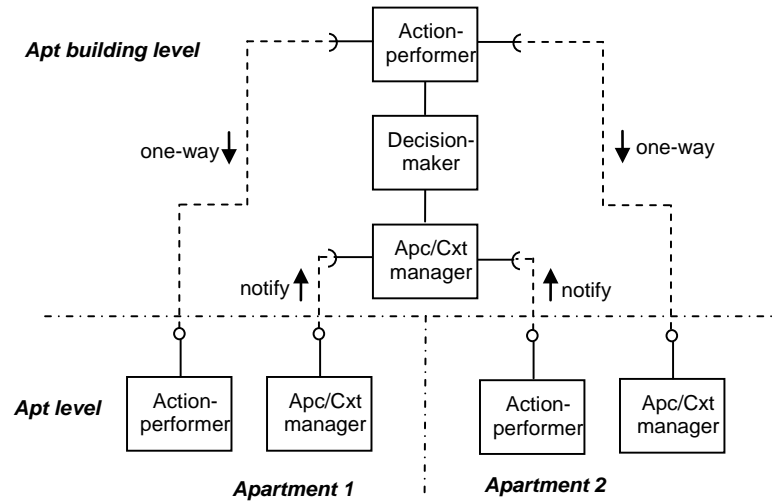 Action-
performer
Apt building level
one-way
Decision-
maker
one-way
Apc/Cxt
manager
notify
notify
Action-
performer
Apc/Cxt
manager
Action-
performer
Apc/Cxt
manager
Apt level
Apartment 1
Apartment 2